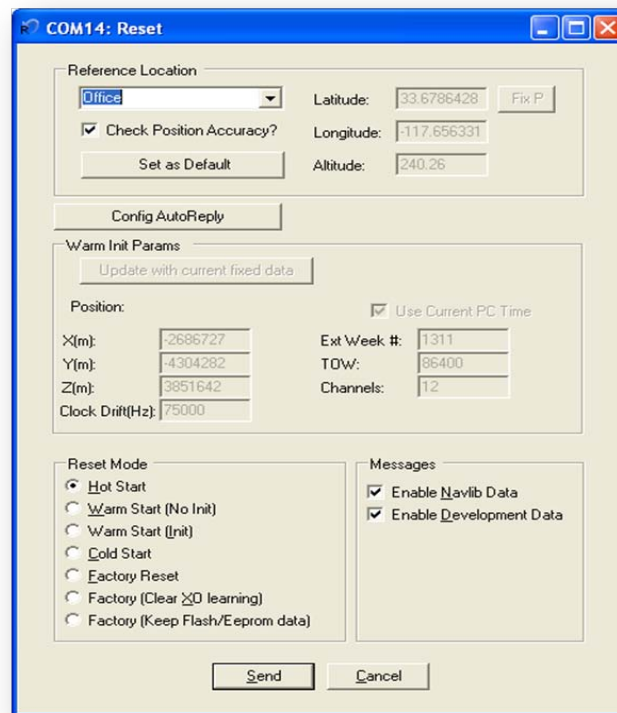 COM14: Reset
Reference Location
Office
Check Position Accuracy?
Set as Default
Latitude: 33.6786428 Fix P
Longitude: -117.656331
Altitude: 240.26
Config AutoReply
Warm Init Params
Update with current fixed data
Position:
Use Current PC Time
X(m): -2686727
Y(m): -4304282
Z(m): 3851642
Clock Drift(Hz): 75000
Ext Week #: 1311
TOW: 86400
Channels: 12
Reset Mode
Hot Start
Warm Start (No Init)
Warm Start (Init)
Cold Start
Factory Reset
Factory (Clear XO learning)
Factory (Keep Flash/Eeprom data)
Messages
Enable Navlib Data
Enable Development Data
Send
Cancel